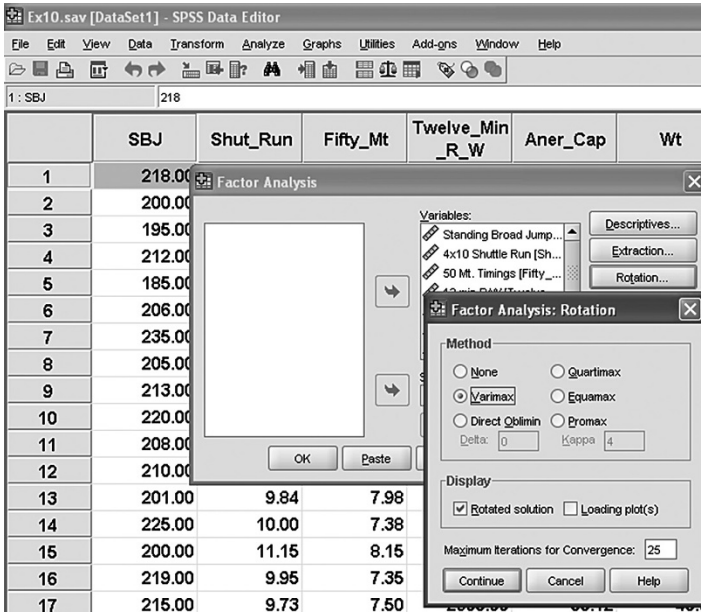 Ex10.sav [DataSet1] - SPSS Data Editor
File Edit View Data Transform Analyze Graphs Utilities Add-ons Window Help
1 : SBJ 218
SBJ Shut_Run Fifty_Mt Twelve_Min_R_W Aner_Cap Wt
1 218.00
2 200.00
3 195.00
4 212.00
5 185.00
6 206.00
7 235.00
8 205.00
9 213.00
10 220.00
11 208.00
12 210.00
13 201.00 9.84 7.98
14 225.00 10.00 7.38
15 200.00 11.15 8.15
16 219.00 9.95 7.35
17 215.00 9.73 7.50
Factor Analysis
Variables:
Standing Broad Jump...
4x10 Shuttle Run [Sh...
50 Mt. Timings [Fifty_...
Descriptives...
Extraction...
Rotation...
OK Paste
Factor Analysis: Rotation
Method
None Quartimax
Varimax Equamax
Direct Oblimin Promax
Delta: 0 Kappa 4
Display
Rotated solution Loading plot(s)
Maximum Iterations for Convergence: 25
Continue Cancel Help